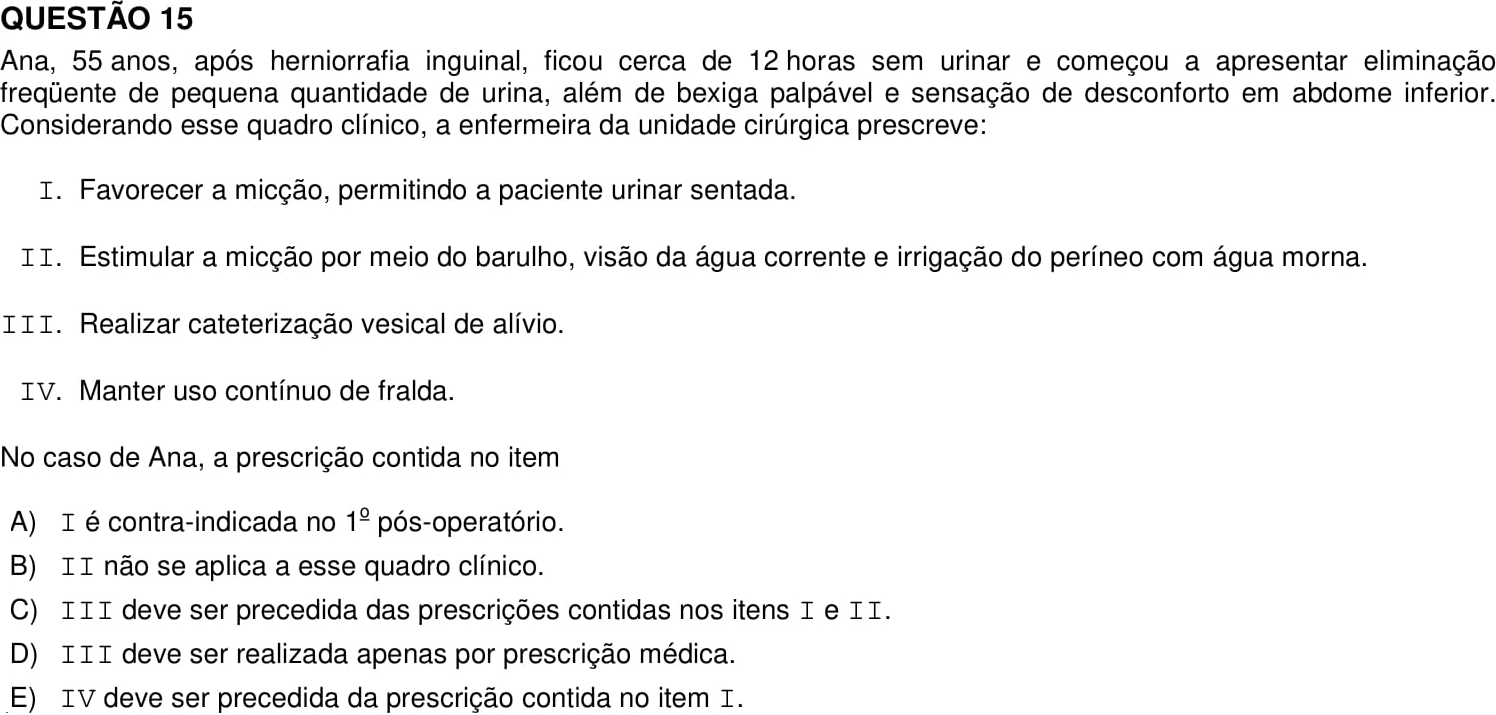 QUESTÃO 15
Ana, 55 anos, após herniorrafia inguinal, ficou cerca de 12 horas sem urinar e começou a apresentar eliminação
freqüente de pequena quantidade de urina, além de bexiga palpável e sensação de desconforto em abdome inferior.
Considerando esse quadro clínico, a enfermeira da unidade cirúrgica prescreve:
I. Favorecer a micção, permitindo a paciente urinar sentada.
II. Estimular a micção por meio do barulho, visão da água corrente e irrigação do períneo com água morna.
III. Realizar cateterização vesical de alívio.
IV. Manter uso contínuo de fralda.
No caso de Ana, a prescrição contida no item
A) I é contra-indicada no 1º pós-operatório.
B) II não se aplica a esse quadro clínico.
C) III deve ser precedida das prescrições contidas nos itens I e II.
D) III deve ser realizada apenas por prescrição médica.
E) IV deve ser precedida da prescrição contida no item I.